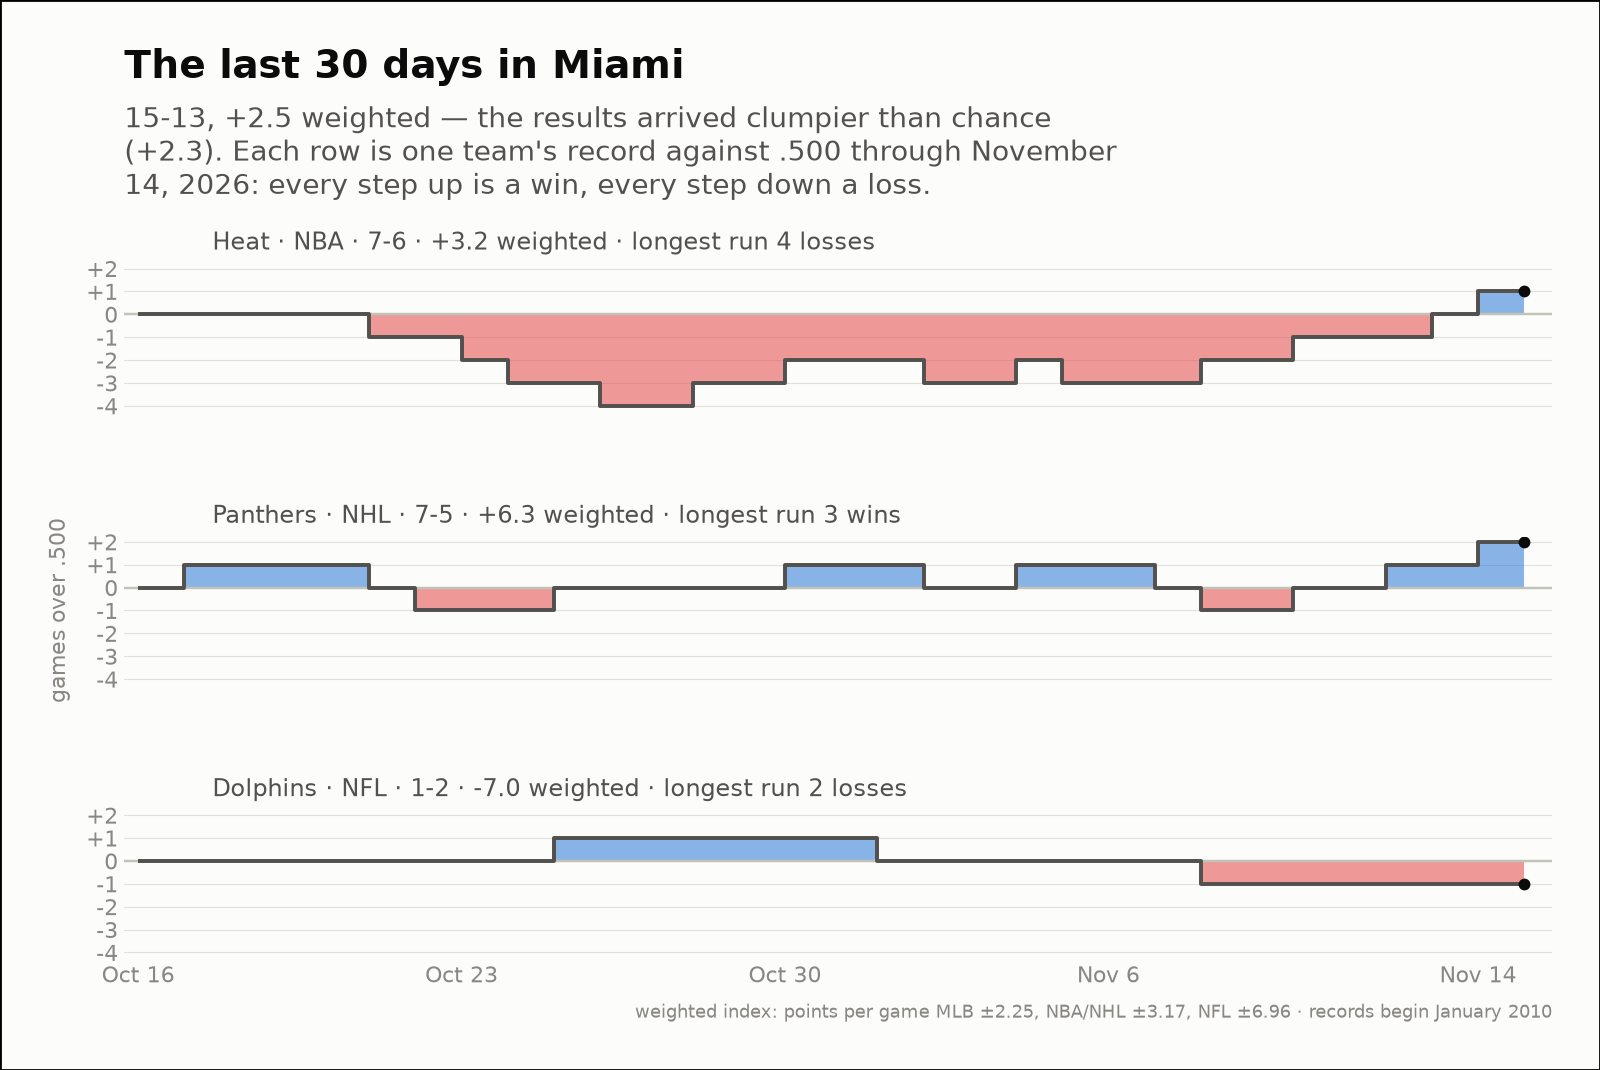 The last 30 days in Miami
15-13, +2.5 weighted — the results arrived clumpier than chance
(+2.3). Each row is one team's record against .500 through November
14, 2026: every step up is a win, every step down a loss.
Heat · NBA · 7-6 · +3.2 weighted · longest run 4 losses
+2
+1
0
-1
-2
-3
-4
Panthers · NHL · 7-5 · +6.3 weighted · longest run 3 wins
games over .500
+2
+1
0
-1
-2
-3
-4
Dolphins · NFL · 1-2 · -7.0 weighted · longest run 2 losses
+2
+1
0
-1
-2
-3
-4
Oct 16 Oct 23 Oct 30 Nov 6 Nov 14
weighted index: points per game MLB ±2.25, NBA/NHL ±3.17, NFL ±6.96 · records begin January 2010